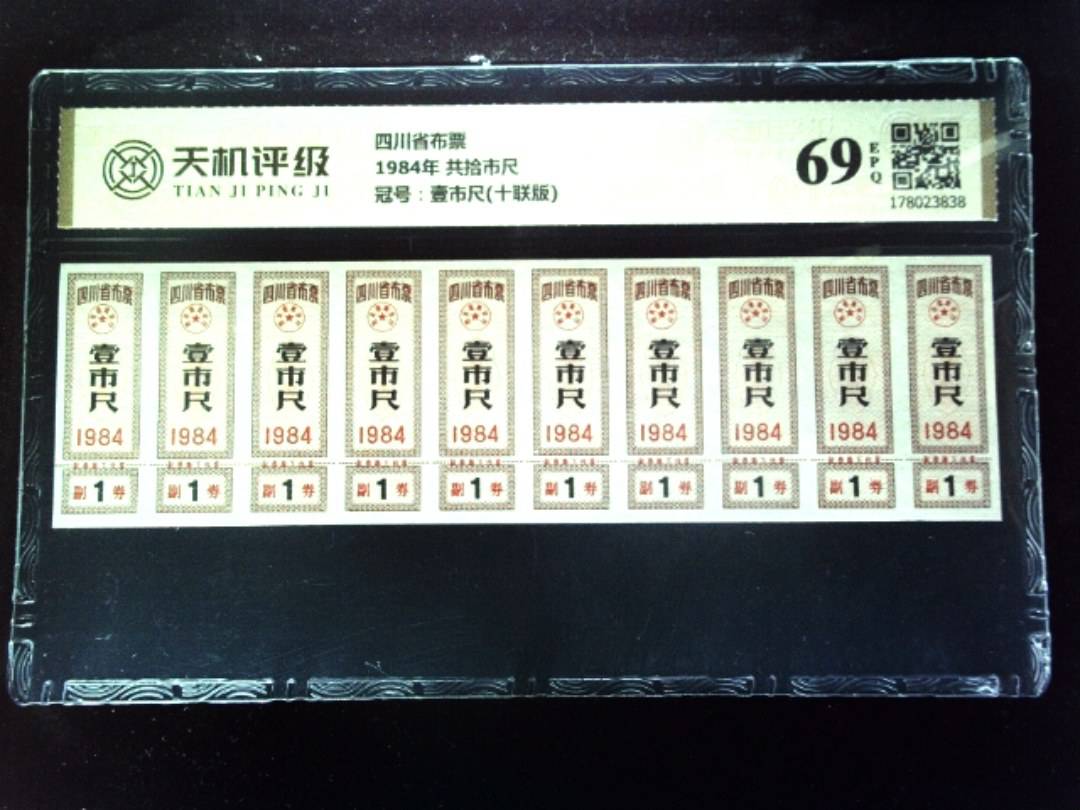 天机评级
TIAN JI PING JI
四川省布票
1984年 共拾市尺
冠号：壹市尺(十联版)
69
EPQ
178023838
四川省布票 四川省布票 四川省布票 四川省布票 四川省布票 四川省布票 四川省布票 四川省布票 四川省布票 四川省布票
壹市尺 壹市尺 壹市尺 壹市尺 壹市尺 壹市尺 壹市尺 壹市尺 壹市尺 壹市尺
1984 1984 1984 1984 1984 1984 1984 1984 1984 1984
副1券 副1券 副1券 副1券 副1券 副1券 副1券 副1券 副1券 副1券